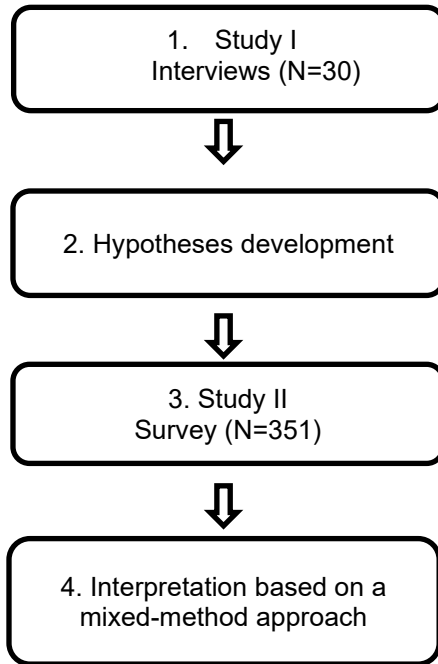 1. Study I
Interviews (N=30)
2. Hypotheses development
3. Study II
Survey (N=351)
4. Interpretation based on a
mixed-method approach